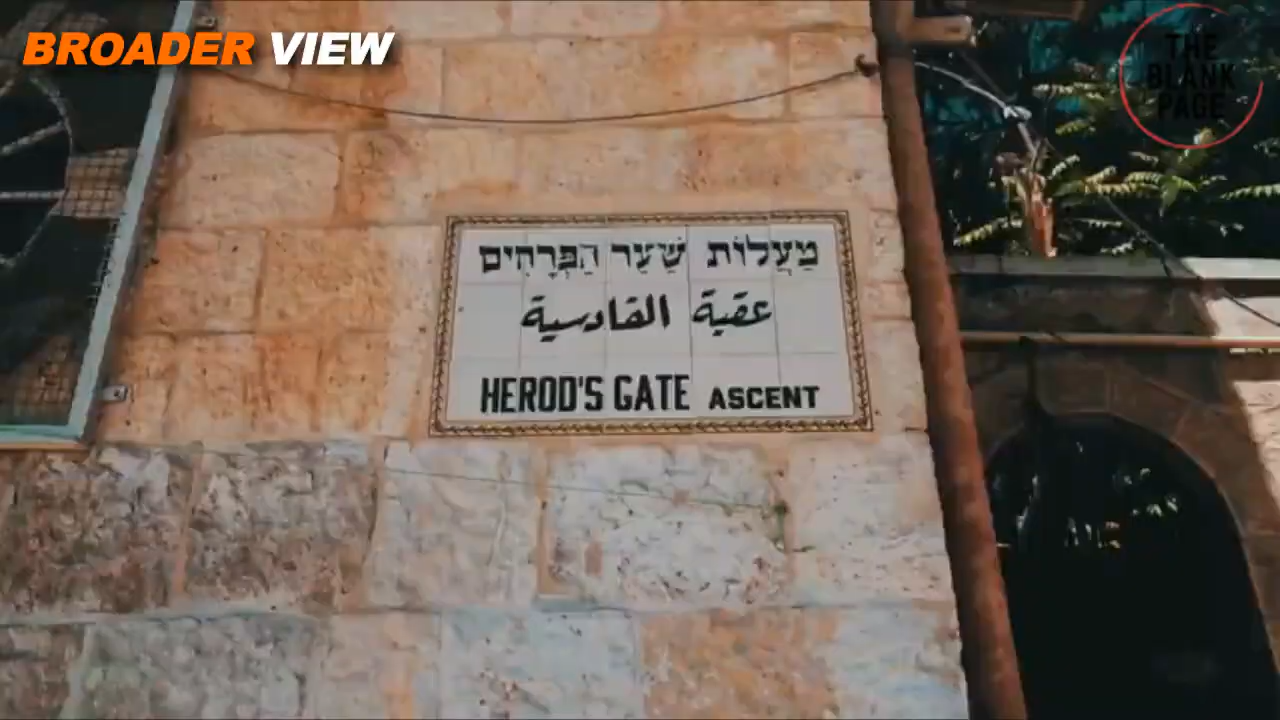 BROADER VIEW
THE
BLANK
PAGE
מַעֲלוֹת שַׁעַר הַפְּרָחִים
عقبة القادسية
HEROD'S GATE ASCENT